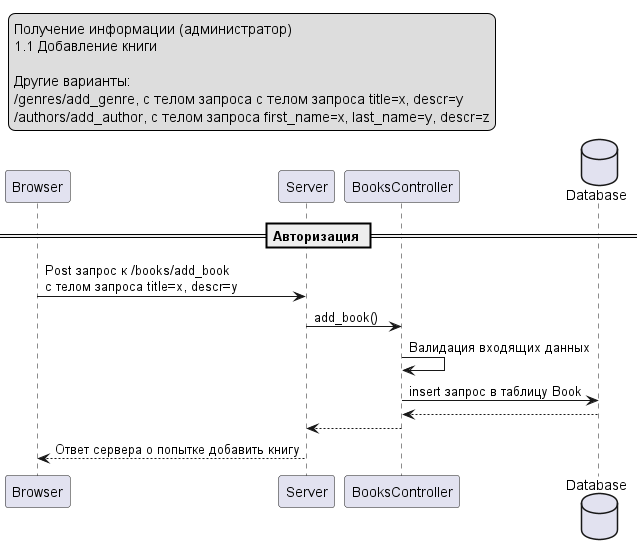 Получение информации (администратор)
1.1 Добавление книги
Другие варианты:
/genres/add_genre, с телом запроса с телом запроса title=x, descr=y
/authors/add_author, с телом запроса first_name=x, last_name=y, descr=z
Browser
Server
BooksController
Database
Авторизация
Post запрос к /books/add_book
с телом запроса title=x, descr=y
add_book()
Валидация входящих данных
insert запрос в таблицу Book
Ответ сервера о попытке добавить книгу
Browser
Server
BooksController
Database